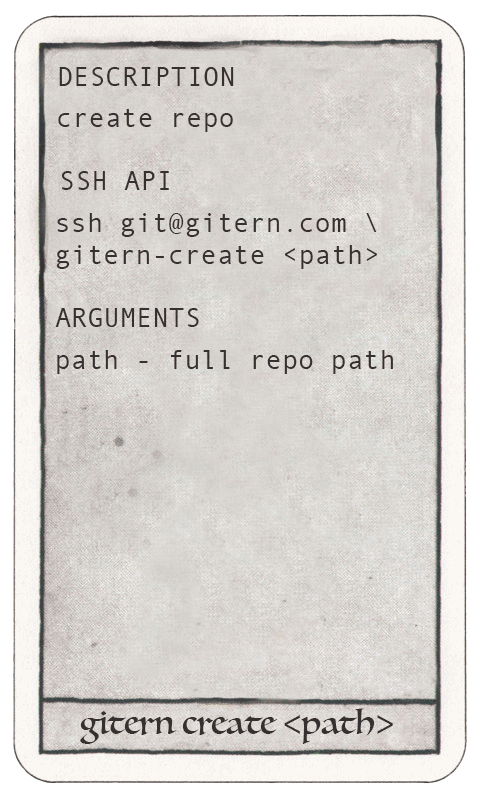 DESCRIPTION
create repo
SSH API
ssh git@gitern.com \
gitern-create <path>
ARGUMENTS
path - full repo path
gitern create <path>